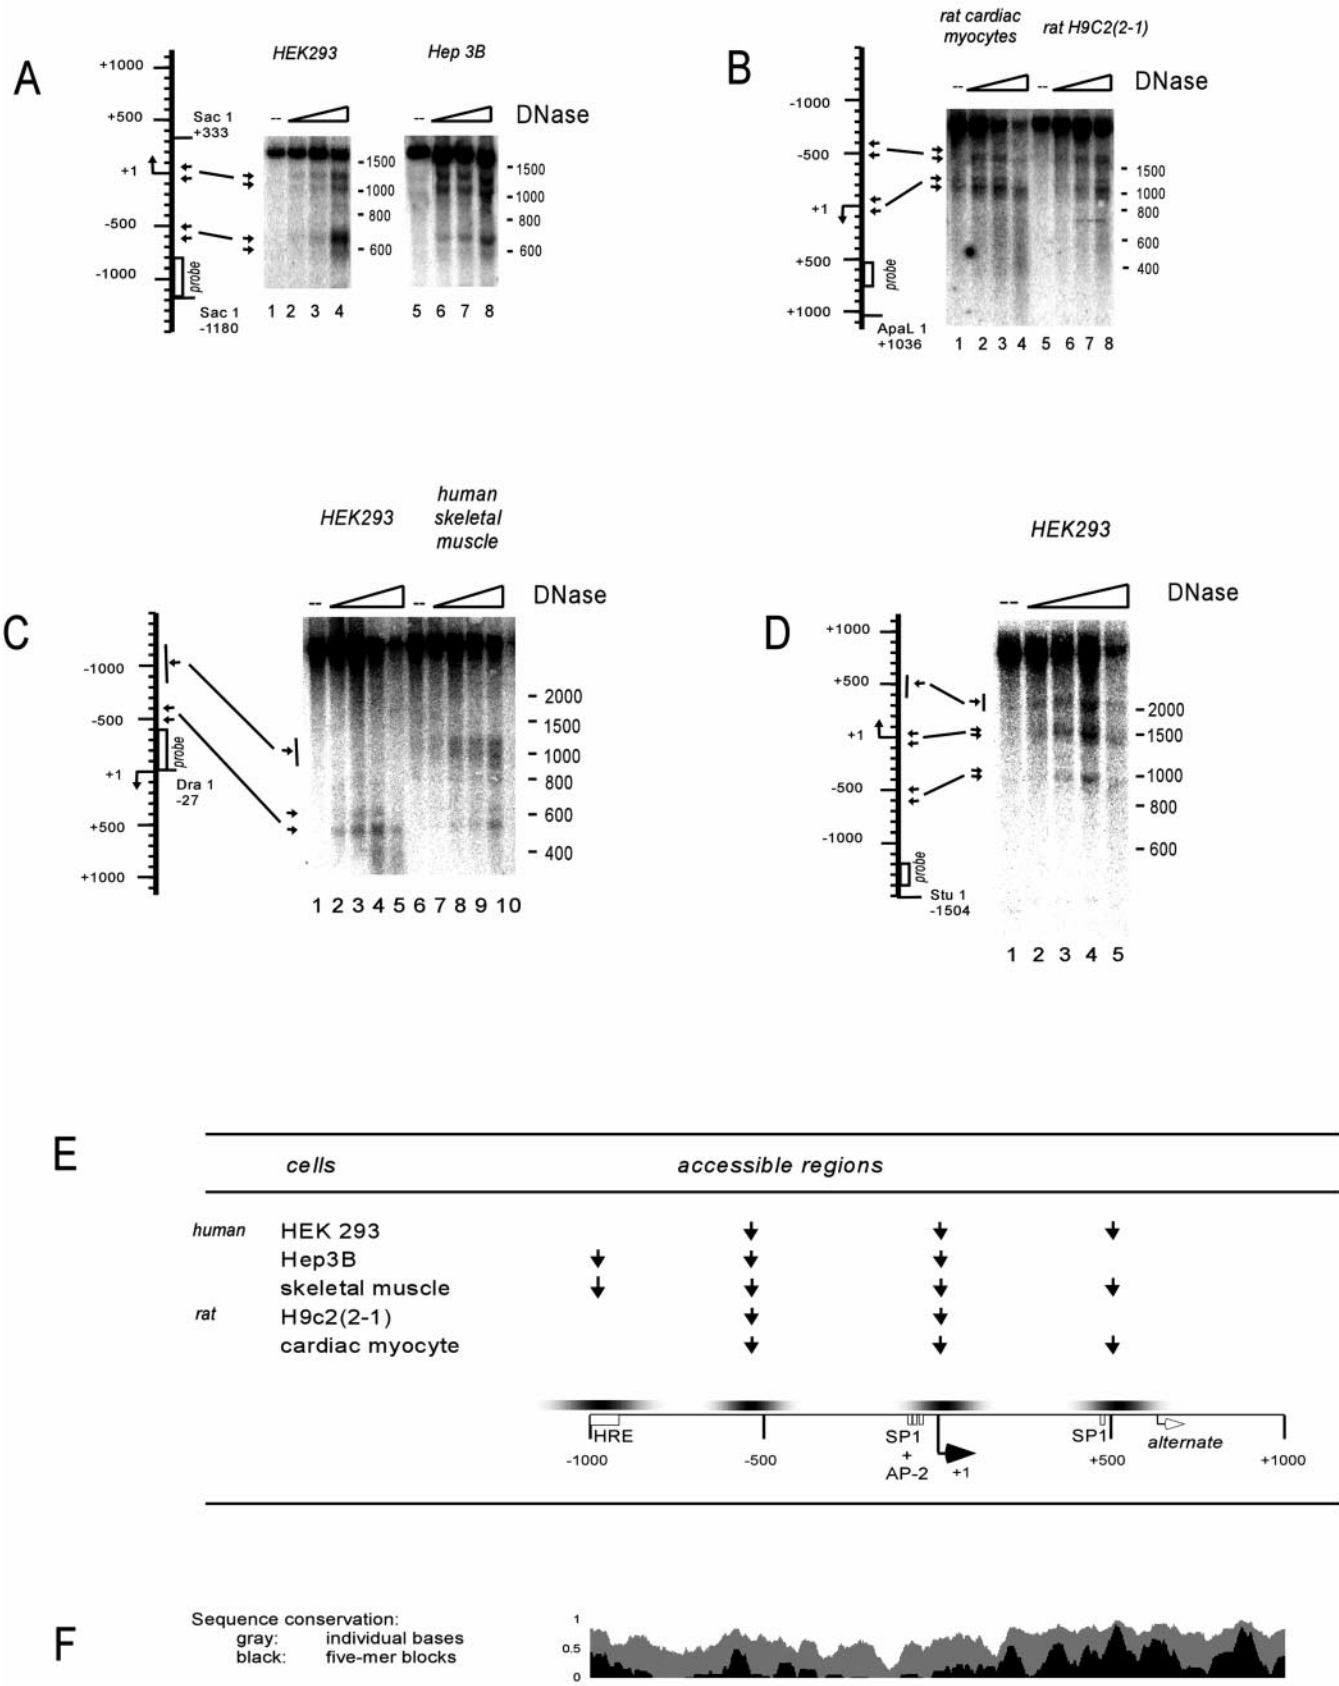 A
HEK293
Hep 3B
-- -- DNase
+1000
+500
+1
-500
-1000
Sac 1
+333
probe
Sac 1
-1180
1500
1000
800
600
1500
1000
800
600
1 2 3 4 5 6 7 8
B
rat cardiac
myocytes
rat H9C2(2-1)
-- -- DNase
-1000
-500
+1
+500
+1000
probe
ApaL 1
+1036
1500
1000
800
600
400
1 2 3 4 5 6 7 8
C
HEK293
human
skeletal
muscle
-- -- DNase
-1000
-500
+1
+500
+1000
probe
Dra 1
-27
2000
1500
1000
800
600
400
1 2 3 4 5 6 7 8 9 10
D
HEK293
-- DNase
+1000
+500
+1
-500
-1000
probe
Stu 1
-1504
2000
1500
1000
800
600
1 2 3 4 5
E
cells accessible regions
human HEK 293
Hep3B
skeletal muscle
rat H9c2(2-1)
cardiac myocyte
HRE SP1 SP1 alternate
+
AP-2 +1
-1000 -500 +500 +1000
F
Sequence conservation:
gray: individual bases
black: five-mer blocks
1
0.5
0